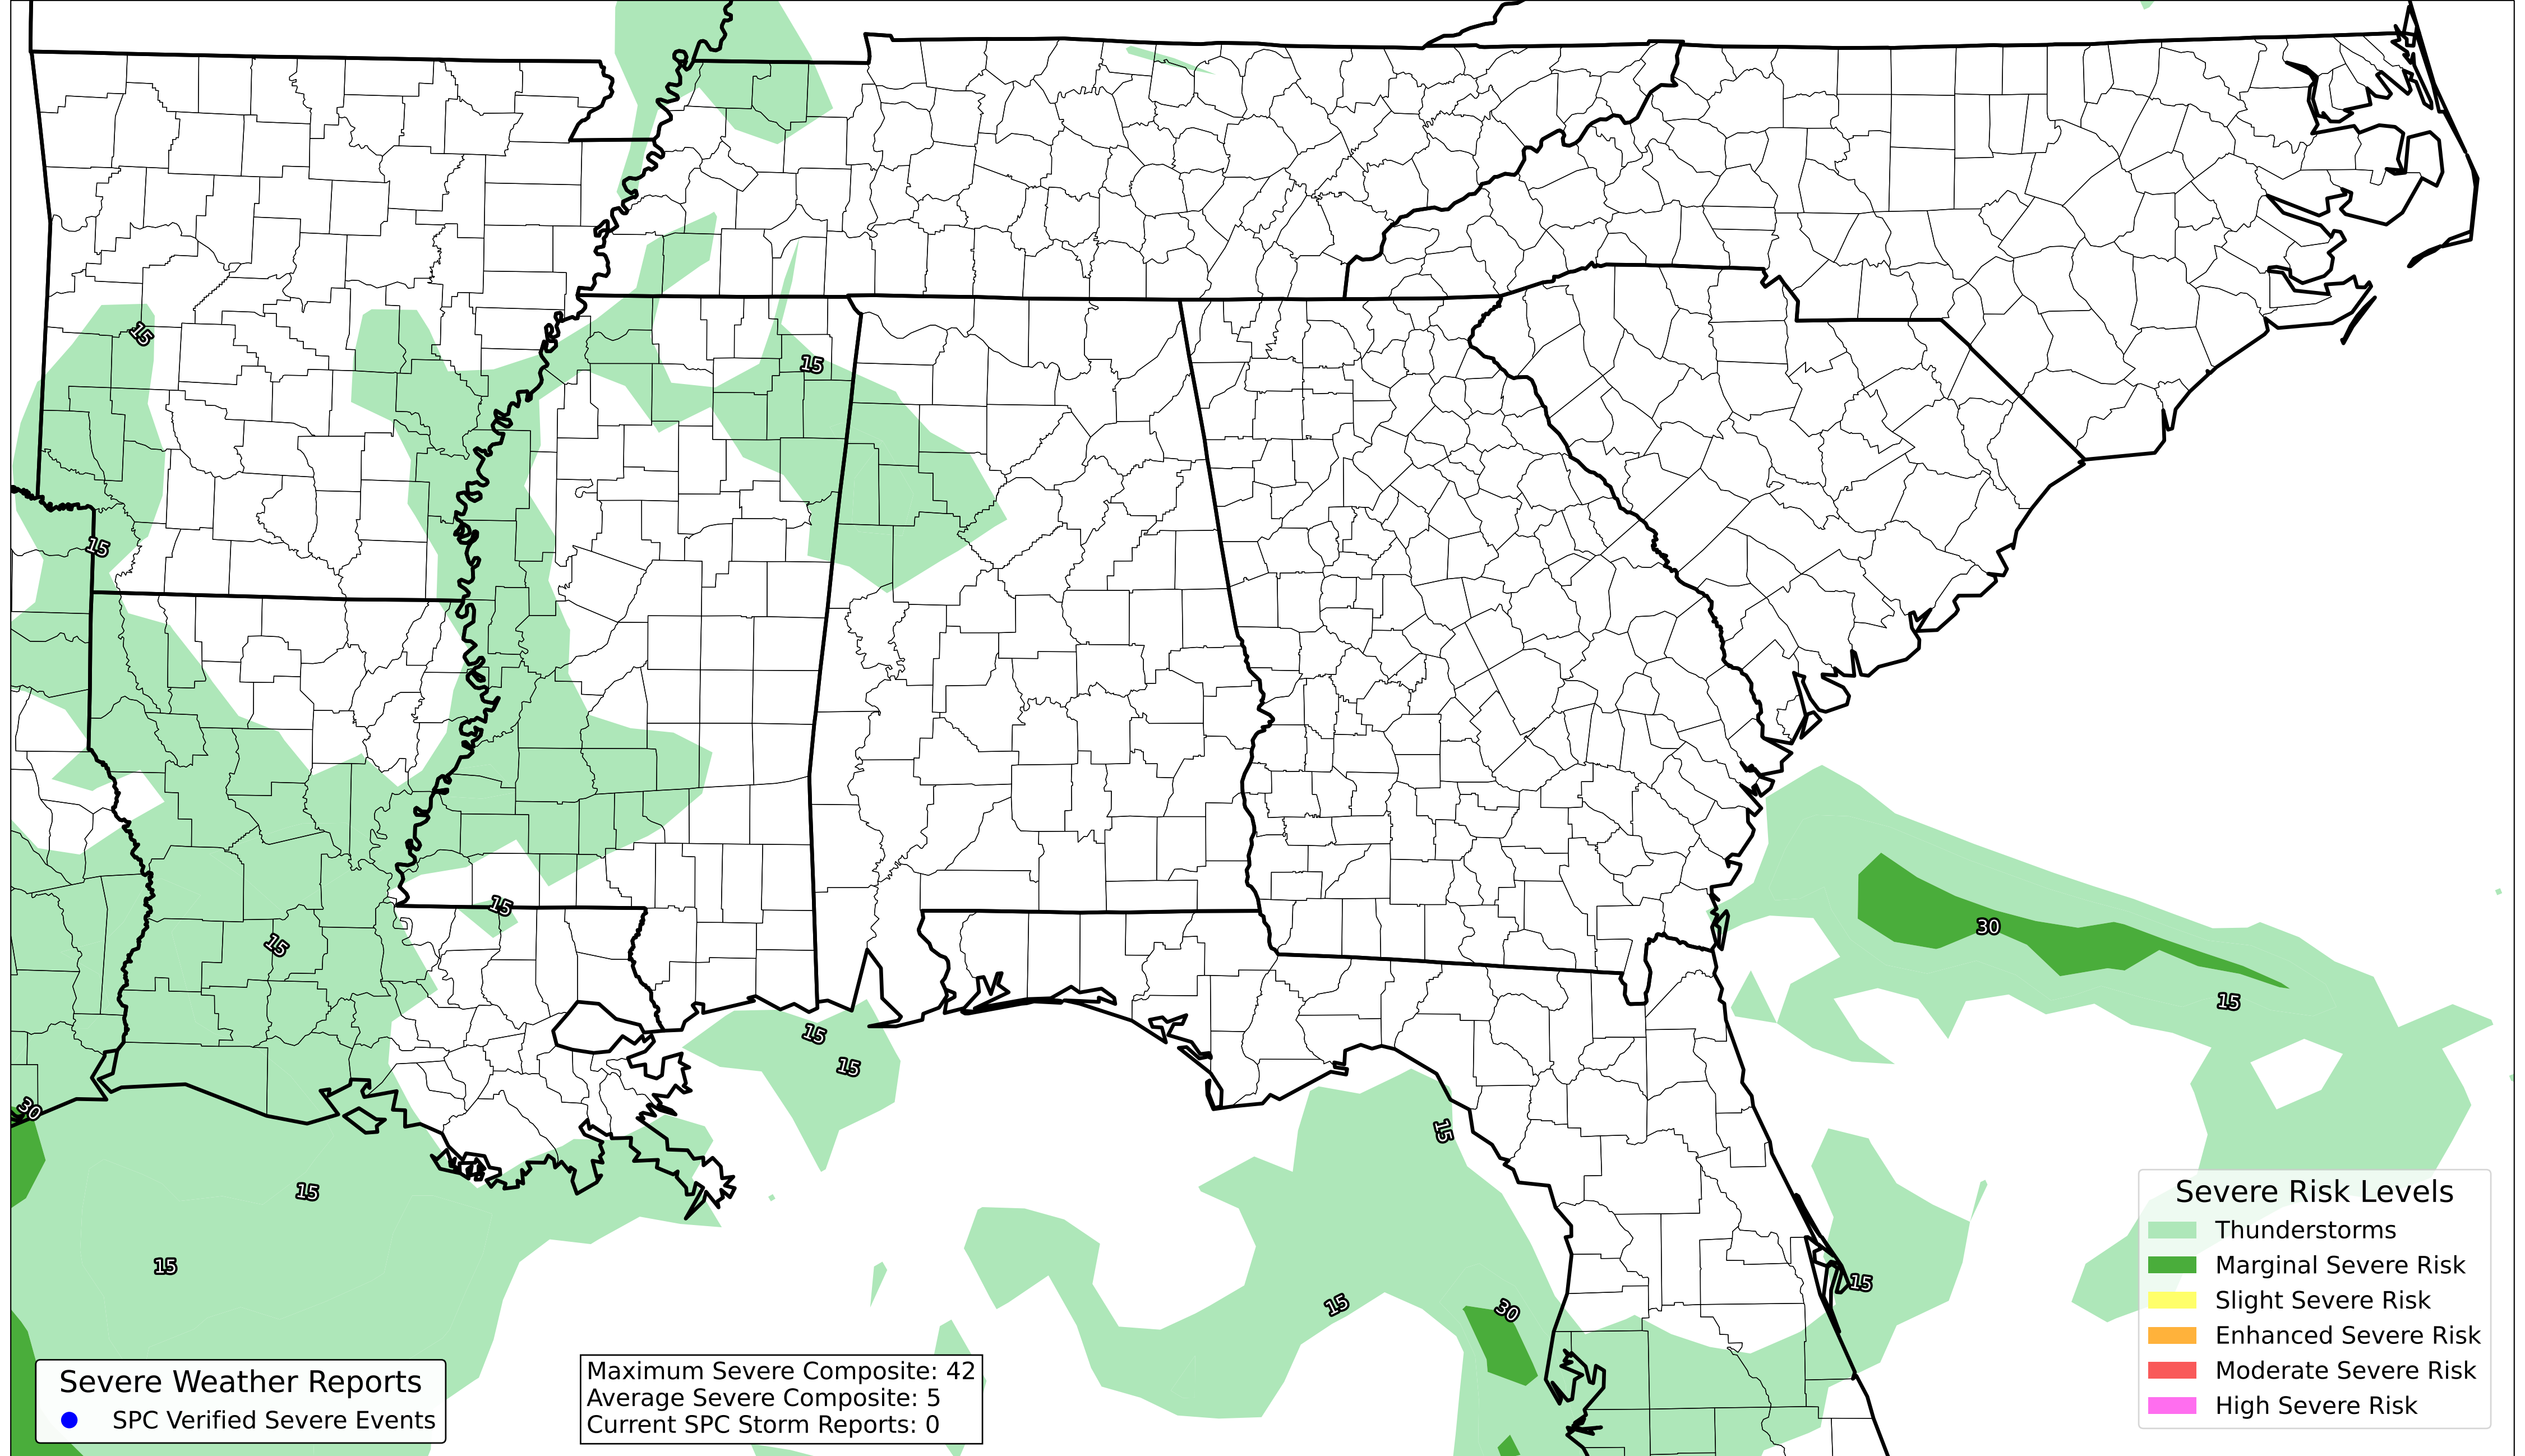 15
15
15
15
15
30
30
15
15
15
30
15
15
15
30
15
15
Severe Risk Levels
Thunderstorms
Marginal Severe Risk
Slight Severe Risk
Enhanced Severe Risk
Moderate Severe Risk
High Severe Risk
Severe Weather Reports
SPC Verified Severe Events
Maximum Severe Composite: 42
Average Severe Composite: 5
Current SPC Storm Reports: 0